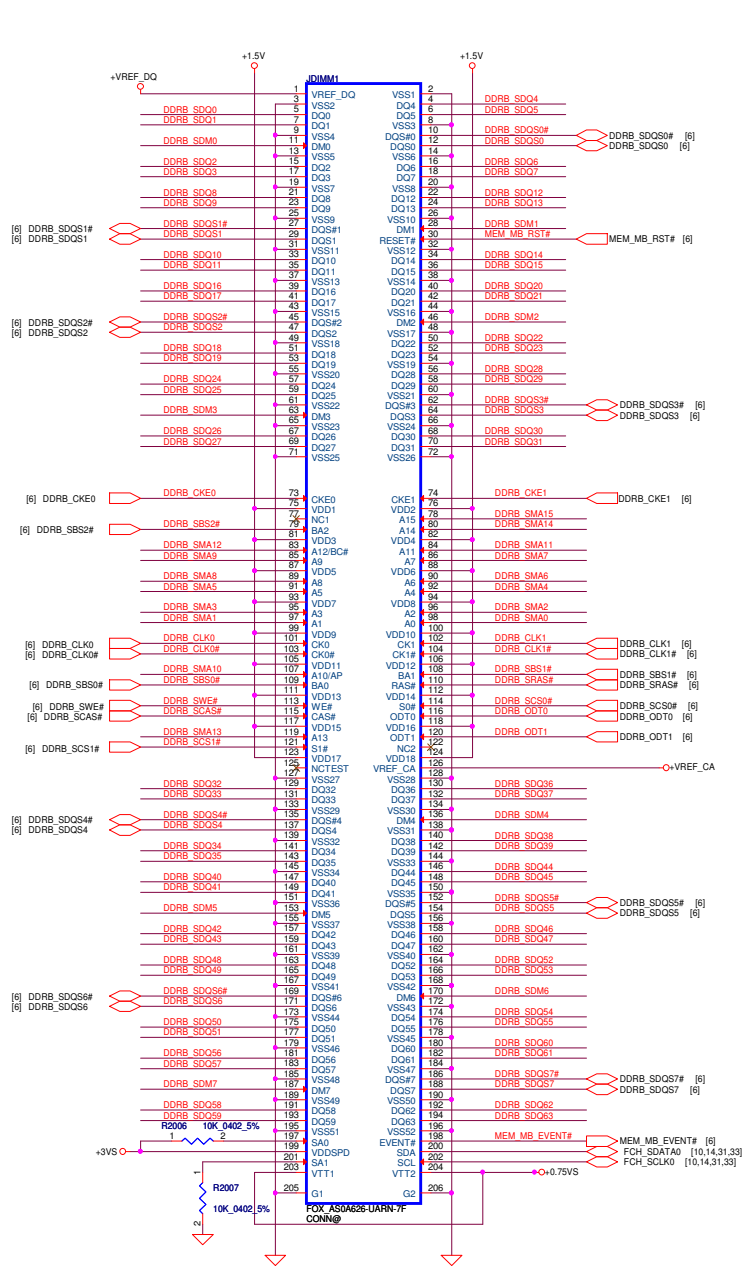 +1.5V +1.5V
+VREF_DQ
JDIMM1
1 VREF_DQ VSS1 2
3 VSS2 DQ4 4 DDRB_SDQ4
DDRB_SDQ0 5 DQ0 DQ5 6 DDRB_SDQ5
DDRB_SDQ1 7 DQ1 VSS3 8
9 VSS4 DQS#0 10 DDRB_SDQS0# DDRB_SDQS0# [6]
DDRB_SDM0 11 DM0 DQS0 12 DDRB_SDQS0 DDRB_SDQS0 [6]
13 VSS5 VSS6 14
DDRB_SDQ2 15 DQ2 DQ6 16 DDRB_SDQ6
DDRB_SDQ3 17 DQ3 DQ7 18 DDRB_SDQ7
19 VSS7 VSS8 20
DDRB_SDQ8 21 DQ8 DQ12 22 DDRB_SDQ12
DDRB_SDQ9 23 DQ9 DQ13 24 DDRB_SDQ13
25 VSS9 VSS10 26
[6] DDRB_SDQS1# DDRB_SDQS1# 27 DQS#1 DM1 28 DDRB_SDM1
[6] DDRB_SDQS1 DDRB_SDQS1 29 DQS1 RESET# 30 MEM_MB_RST# MEM_MB_RST# [6]
31 VSS11 VSS12 32
DDRB_SDQ10 33 DQ10 DQ14 34 DDRB_SDQ14
DDRB_SDQ11 35 DQ11 DQ15 36 DDRB_SDQ15
37 VSS13 VSS14 38
DDRB_SDQ16 39 DQ16 DQ20 40 DDRB_SDQ20
DDRB_SDQ17 41 DQ17 DQ21 42 DDRB_SDQ21
43 VSS15 VSS16 44
[6] DDRB_SDQS2# DDRB_SDQS2# 45 DQS#2 DM2 46 DDRB_SDM2
[6] DDRB_SDQS2 DDRB_SDQS2 47 DQS2 VSS17 48
49 VSS18 DQ22 50 DDRB_SDQ22
DDRB_SDQ18 51 DQ18 DQ23 52 DDRB_SDQ23
DDRB_SDQ19 53 DQ19 VSS19 54
55 VSS20 DQ28 56 DDRB_SDQ28
DDRB_SDQ24 57 DQ24 DQ29 58 DDRB_SDQ29
DDRB_SDQ25 59 DQ25 VSS21 60
61 VSS22 DQS#3 62 DDRB_SDQS3# DDRB_SDQS3# [6]
DDRB_SDM3 63 DM3 DQS3 64 DDRB_SDQS3 DDRB_SDQS3 [6]
65 VSS23 VSS24 66
DDRB_SDQ26 67 DQ26 DQ30 68 DDRB_SDQ30
DDRB_SDQ27 69 DQ27 DQ31 70 DDRB_SDQ31
71 VSS25 VSS26 72
[6] DDRB_CKE0 DDRB_CKE0 73 CKE0 CKE1 74 DDRB_CKE1 DDRB_CKE1 [6]
75 VDD1 VDD2 76
77 NC1 A15 78 DDRB_SMA15
[6] DDRB_SBS2# DDRB_SBS2# 79 BA2 A14 80 DDRB_SMA14
81 VDD3 VDD4 82
DDRB_SMA12 83 A12/BC# A11 84 DDRB_SMA11
DDRB_SMA9 85 A9 A7 86 DDRB_SMA7
87 VDD5 VDD6 88
DDRB_SMA8 89 A8 A6 90 DDRB_SMA6
DDRB_SMA5 91 A5 A4 92 DDRB_SMA4
93 VDD7 VDD8 94
DDRB_SMA3 95 A3 A2 96 DDRB_SMA2
DDRB_SMA1 97 A1 A0 98 DDRB_SMA0
99 VDD9 VDD10 100
[6] DDRB_CLK0 DDRB_CLK0 101 CK0 CK1 102 DDRB_CLK1 DDRB_CLK1 [6]
[6] DDRB_CLK0# DDRB_CLK0# 103 CK0# CK1# 104 DDRB_CLK1# DDRB_CLK1# [6]
105 VDD11 VDD12 106
DDRB_SMA10 107 A10/AP BA1 108 DDRB_SBS1# DDRB_SBS1# [6]
[6] DDRB_SBS0# DDRB_SBS0# 109 BA0 RAS# 110 DDRB_SRAS# DDRB_SRAS# [6]
111 VDD13 VDD14 112
[6] DDRB_SWE# DDRB_SWE# 113 WE# S0# 114 DDRB_SCS0# DDRB_SCS0# [6]
[6] DDRB_SCAS# DDRB_SCAS# 115 CAS# ODT0 116 DDRB_ODT0 DDRB_ODT0 [6]
117 VDD15 VDD16 118
DDRB_SMA13 119 A13 ODT1 120 DDRB_ODT1 DDRB_ODT1 [6]
[6] DDRB_SCS1# DDRB_SCS1# 121 S1# NC2 122
123 VDD17 VDD18 124
125 NCTEST VREF_CA 126 +VREF_CA
127 VSS27 VSS28 128
DDRB_SDQ32 129 DQ32 DQ36 130 DDRB_SDQ36
DDRB_SDQ33 131 DQ33 DQ37 132 DDRB_SDQ37
133 VSS29 VSS30 134
[6] DDRB_SDQS4# DDRB_SDQS4# 135 DQS#4 DM4 136 DDRB_SDM4
[6] DDRB_SDQS4 DDRB_SDQS4 137 DQS4 VSS31 138
139 VSS32 DQ38 140 DDRB_SDQ38
DDRB_SDQ34 141 DQ34 DQ39 142 DDRB_SDQ39
DDRB_SDQ35 143 DQ35 VSS33 144
145 VSS34 DQ44 146 DDRB_SDQ44
DDRB_SDQ40 147 DQ40 DQ45 148 DDRB_SDQ45
DDRB_SDQ41 149 DQ41 VSS35 150
151 VSS36 DQS#5 152 DDRB_SDQS5# DDRB_SDQS5# [6]
DDRB_SDM5 153 DM5 DQS5 154 DDRB_SDQS5 DDRB_SDQS5 [6]
155 VSS37 VSS38 156
DDRB_SDQ42 157 DQ42 DQ46 158 DDRB_SDQ46
DDRB_SDQ43 159 DQ43 DQ47 160 DDRB_SDQ47
161 VSS39 VSS40 162
DDRB_SDQ48 163 DQ48 DQ52 164 DDRB_SDQ52
DDRB_SDQ49 165 DQ49 DQ53 166 DDRB_SDQ53
167 VSS41 VSS42 168
[6] DDRB_SDQS6# DDRB_SDQS6# 169 DQS#6 DM6 170 DDRB_SDM6
[6] DDRB_SDQS6 DDRB_SDQS6 171 DQS6 VSS43 172
173 VSS44 DQ54 174 DDRB_SDQ54
DDRB_SDQ50 175 DQ50 DQ55 176 DDRB_SDQ55
DDRB_SDQ51 177 DQ51 VSS45 178
179 VSS46 DQ60 180 DDRB_SDQ60
DDRB_SDQ56 181 DQ56 DQ61 182 DDRB_SDQ61
DDRB_SDQ57 183 DQ57 VSS47 184
185 VSS48 DQS#7 186 DDRB_SDQS7# DDRB_SDQS7# [6]
DDRB_SDM7 187 DM7 DQS7 188 DDRB_SDQS7 DDRB_SDQS7 [6]
189 VSS49 VSS50 190
DDRB_SDQ58 191 DQ58 DQ62 192 DDRB_SDQ62
DDRB_SDQ59 193 DQ59 DQ63 194 DDRB_SDQ63
195 VSS51 VSS52 196
R2006 10K_0402_5%
1 2 197 SA0 EVENT# 198 MEM_MB_EVENT# MEM_MB_EVENT# [6]
+3VS 199 VDDSPD SDA 200 FCH_SDATA0 [10,14,31,33]
201 SA1 SCL 202 FCH_SCLK0 [10,14,31,33]
203 VTT1 VTT2 204 +0.75VS
1 R2007
205 G1 G2 206
2 10K_0402_5%
FOX_AS0A626-UARN-7F
CONN@